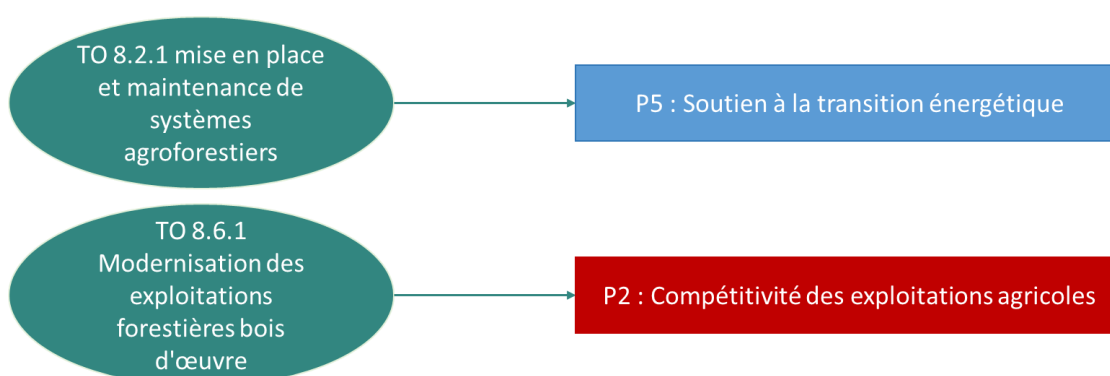 TO 8.2.1 mise en place
et maintenance de
systèmes
agroforestiers
P5 : Soutien à la transition énergétique
TO 8.6.1
Modernisation des
exploitations
forestières bois
d'œuvre
P2 : Compétitivité des exploitations agricoles